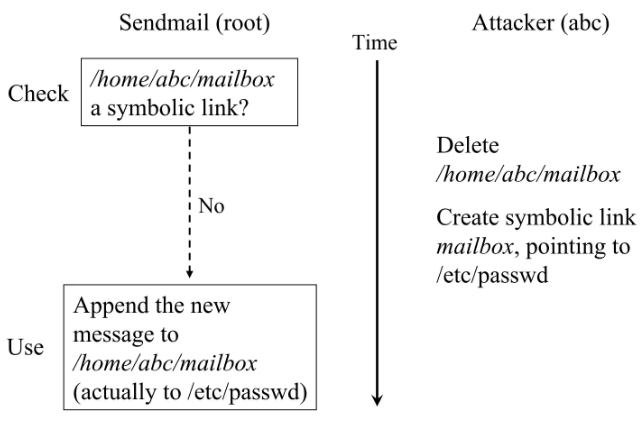 Sendmail (root)
Time
Attacker (abc)
Check
/home/abc/mailbox
a symbolic link?
No
Delete
/home/abc/mailbox
Create symbolic link
mailbox, pointing to
/etc/passwd
Use
Append the new
message to
/home/abc/mailbox
(actually to /etc/passwd)